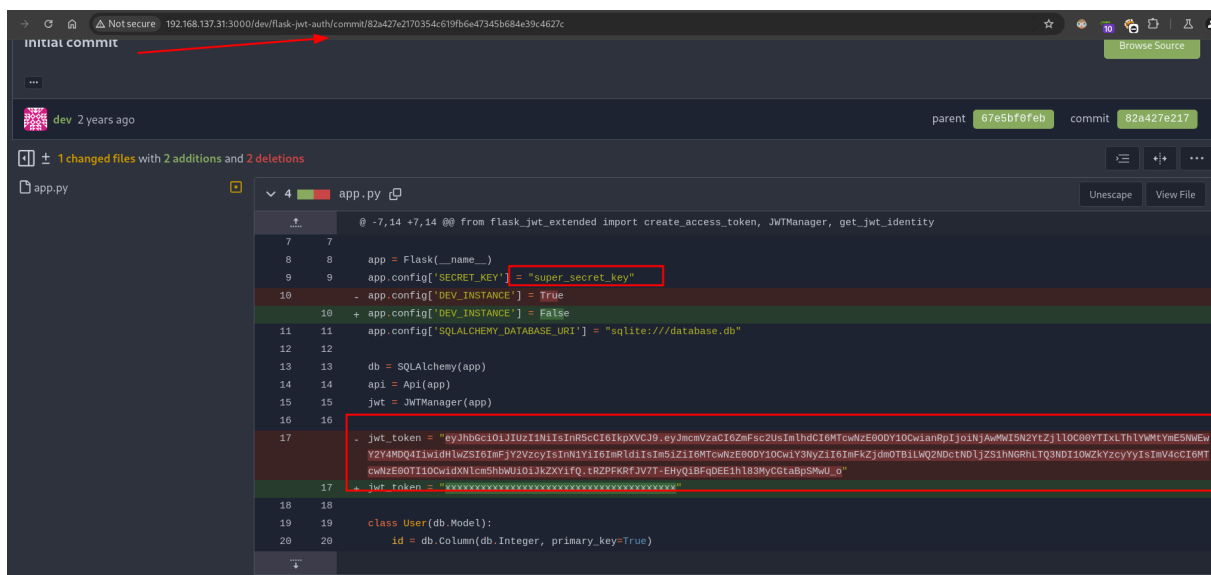 Not secure 192.168.137.31:3000/dev/flask-jwt-auth/commit/82a427e2170354c619fb6e47345b684e39c4627c
10
Initial commit
Browse Source
...
dev 2 years ago
parent 67e5bf0feb commit 82a427e217
1 changed files with 2 additions and 2 deletions
app.py
4 app.py
Unescape View File
@ -7,14 +7,14 @@ from flask_jwt_extended import create_access_token, JWTManager, get_jwt_identity
7 7
8 8 app = Flask(__name__)
9 9 app.config['SECRET_KEY'] = "super_secret_key"
10 - app.config['DEV_INSTANCE'] = True
10 + app.config['DEV_INSTANCE'] = False
11 11 app.config['SQLALCHEMY_DATABASE_URI'] = "sqlite:///database.db"
12 12
13 13 db = SQLAlchemy(app)
14 14 api = Api(app)
15 15 jwt = JWTManager(app)
16 16
17 - jwt_token = "
17 + jwt_token = "xxxxxxxxxxxxxxxxxxxxxxxxxxxxxxxxxxxxxxx"
18 18
19 19 class User(db.Model):
20 20 id = db.Column(db.Integer, primary_key=True)